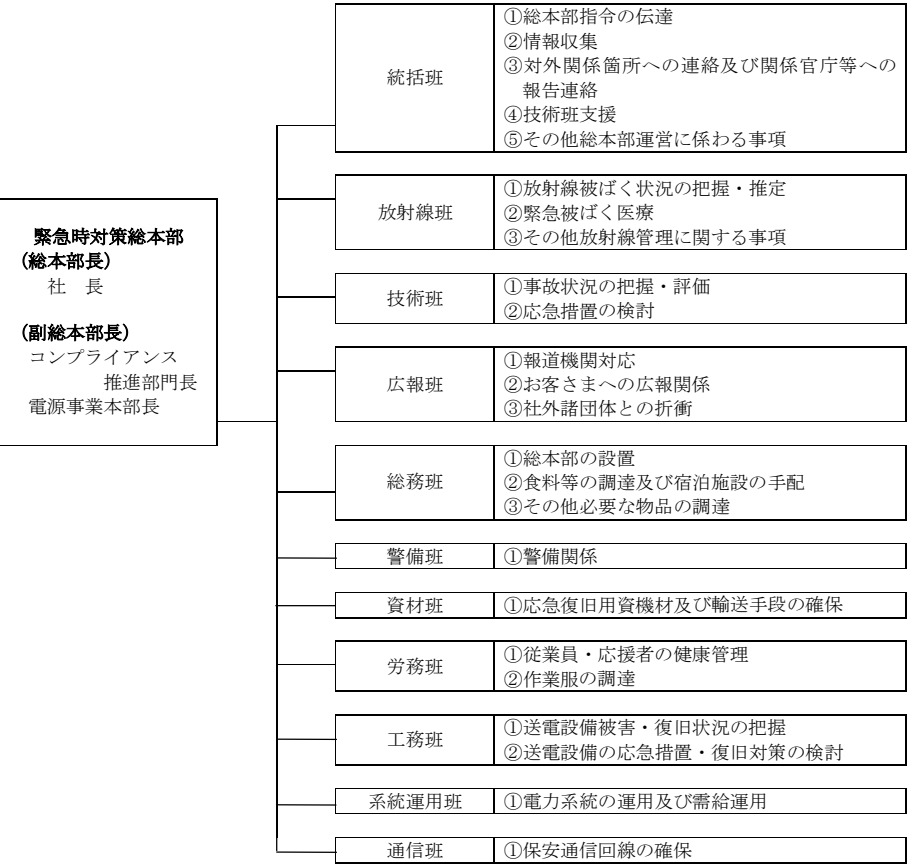 緊急時対策総本部
(総本部長)
社 長
(副総本部長)
コンプライアンス
推進部門長
電源事業本部長
統括班
①総本部指令の伝達
②情報収集
③対外関係箇所への連絡及び関係官庁等への
報告連絡
④技術班支援
⑤その他総本部運営に係わる事項
放射線班
①放射線被ばく状況の把握・推定
②緊急被ばく医療
③その他放射線管理に関する事項
技術班
①事故状況の把握・評価
②応急措置の検討
広報班
①報道機関対応
②お客さまへの広報関係
③社外諸団体との折衝
総務班
①総本部の設置
②食料等の調達及び宿泊施設の手配
③その他必要な物品の調達
警備班
①警備関係
資材班
①応急復旧用資機材及び輸送手段の確保
労務班
①従業員・応援者の健康管理
②作業服の調達
工務班
①送電設備被害・復旧状況の把握
②送電設備の応急措置・復旧対策の検討
系統運用班
①電力系統の運用及び需給運用
通信班
①保安通信回線の確保